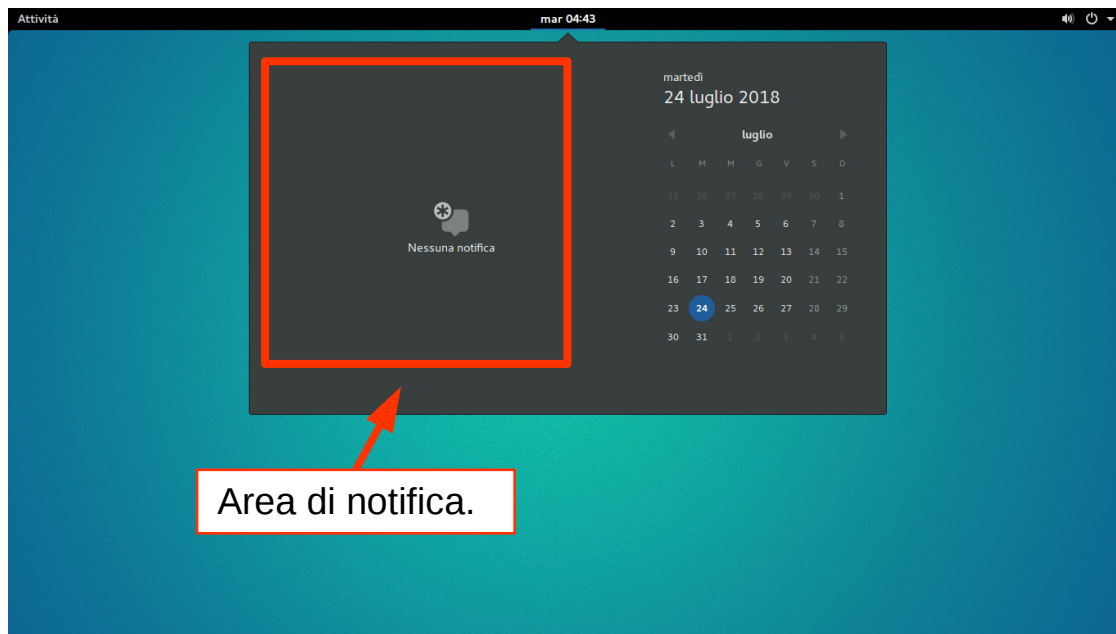 Attività
mar 04:43
martedì
24 luglio 2018
luglio
L M M G V S D
25 26 27 28 29 30 1
2 3 4 5 6 7 8
9 10 11 12 13 14 15
16 17 18 19 20 21 22
23 24 25 26 27 28 29
30 31 1 2 3 4 5
Nessuna notifica
Area di notifica.